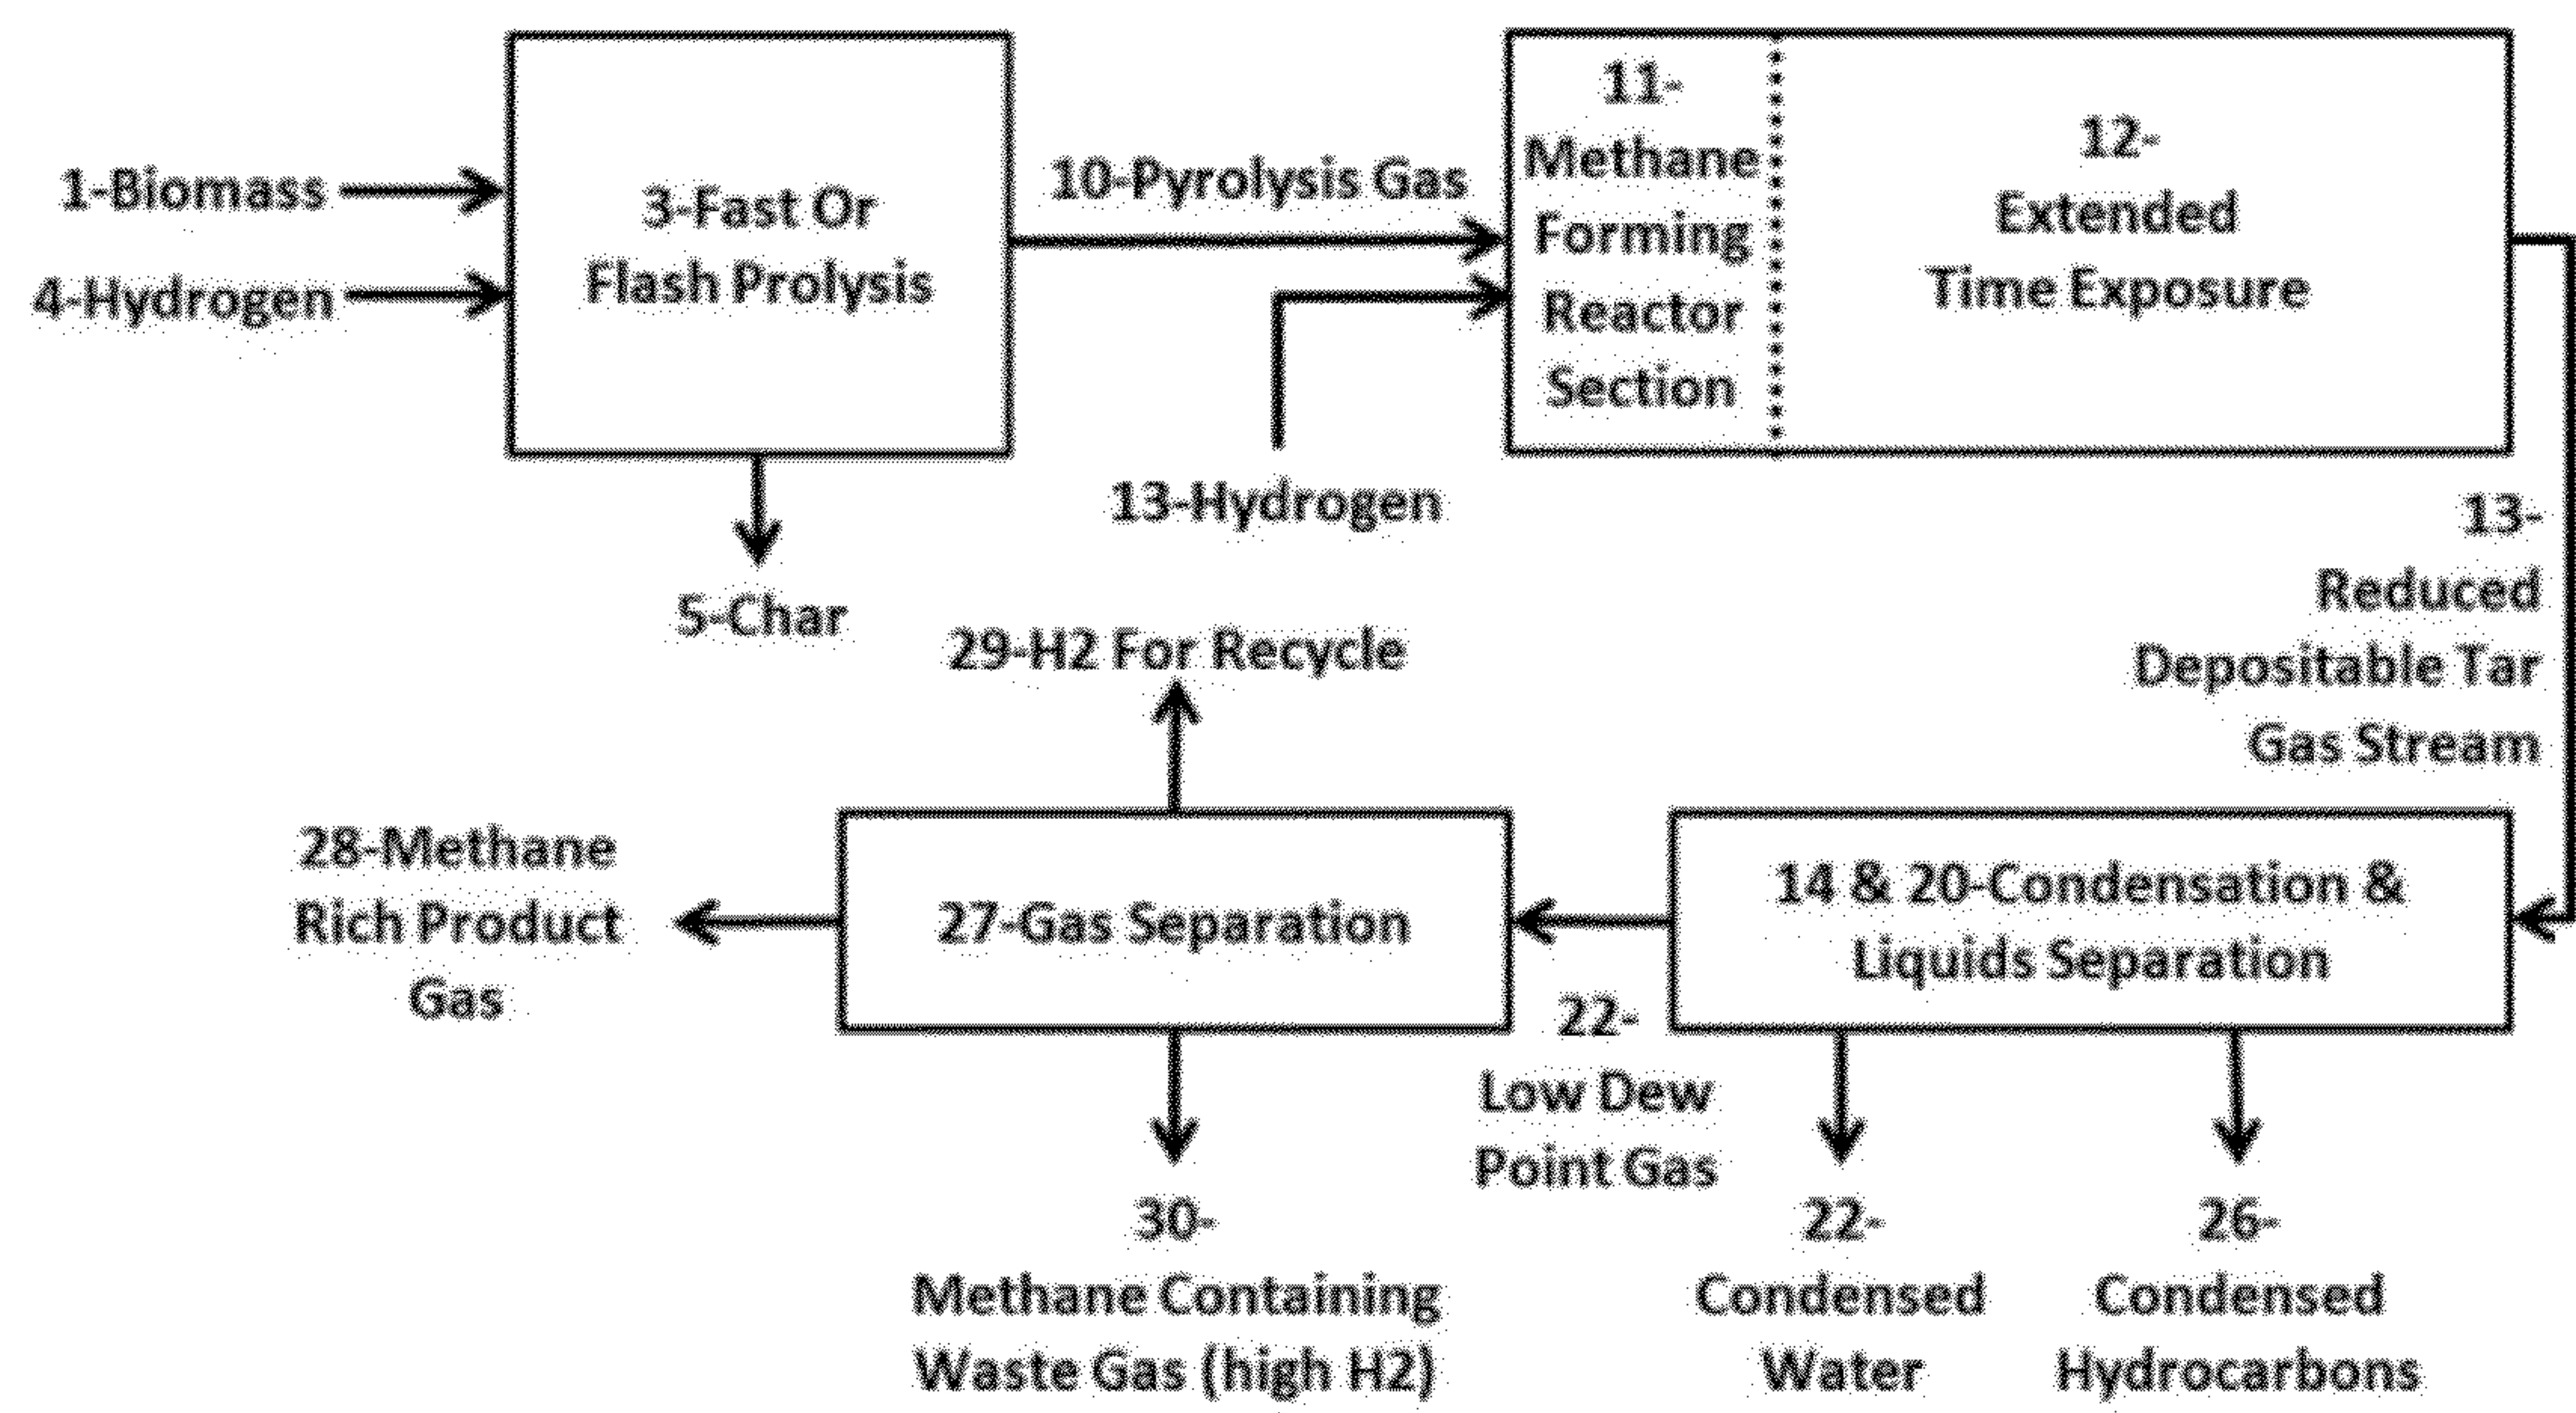 1-Biomass
4-Hydrogen
3-Fast Or
Flash Prolysis
5-Char
10-Pyrolysis Gas
13-Hydrogen
11-
Methane
Forming
Reactor
Section
12-
Extended
Time Exposure
13-
Reduced
Depositable Tar
Gas Stream
14 & 20-Condensation &
Liquids Separation
22-
Condensed
Water
26-
Condensed
Hydrocarbons
22-
Low Dew
Point Gas
27-Gas Separation
29-H2 For Recycle
28-Methane
Rich Product
Gas
30-
Methane Containing
Waste Gas (high H2)